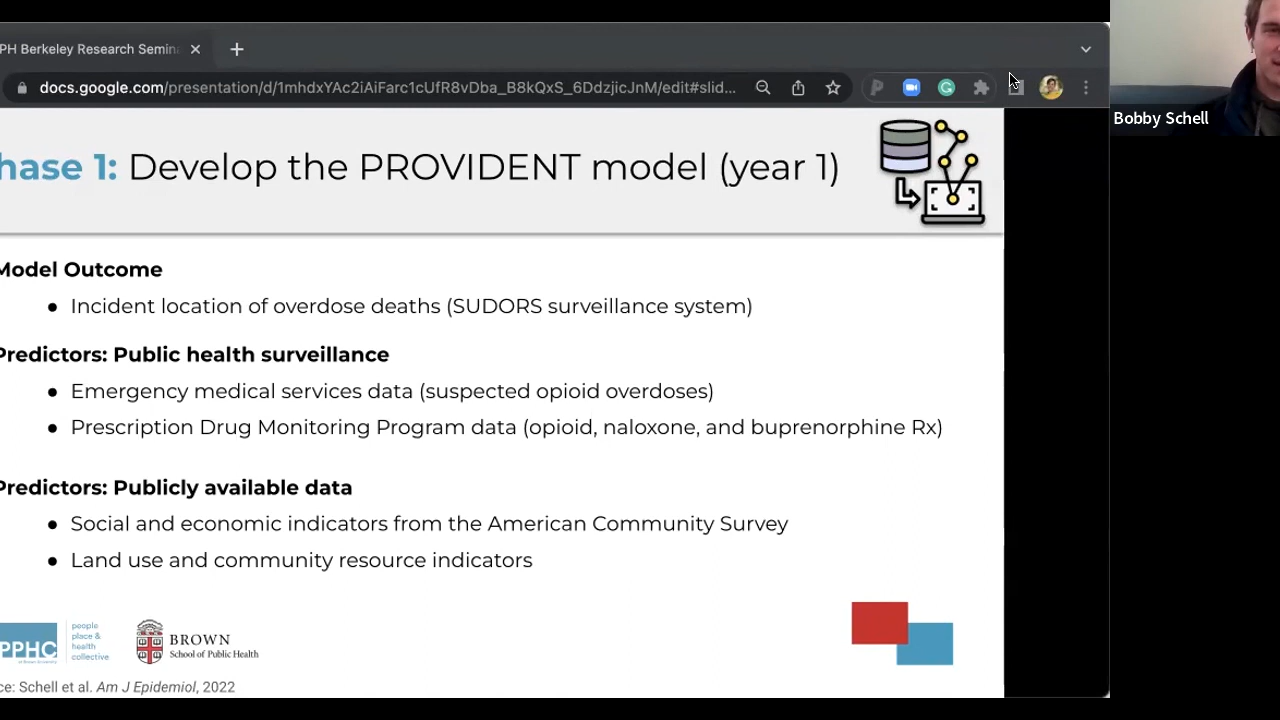 PH Berkeley Research Semin
docs.google.com/presentation/d/1mhdxYAc2iAiFarc1cUfR8vDba_B8kQxS_6DdzjicJnM/edit#slid...
Bobby Schell
hase 1: Develop the PROVIDENT model (year 1)
Model Outcome
● Incident location of overdose deaths (SUDORS surveillance system)
Predictors: Public health surveillance
● Emergency medical services data (suspected opioid overdoses)
● Prescription Drug Monitoring Program data (opioid, naloxone, and buprenorphine Rx)
Predictors: Publicly available data
● Social and economic indicators from the American Community Survey
● Land use and community resource indicators
PPHC
people
place &
health
collective
BROWN
School of Public Health
ce: Schell et al. Am J Epidemiol, 2022